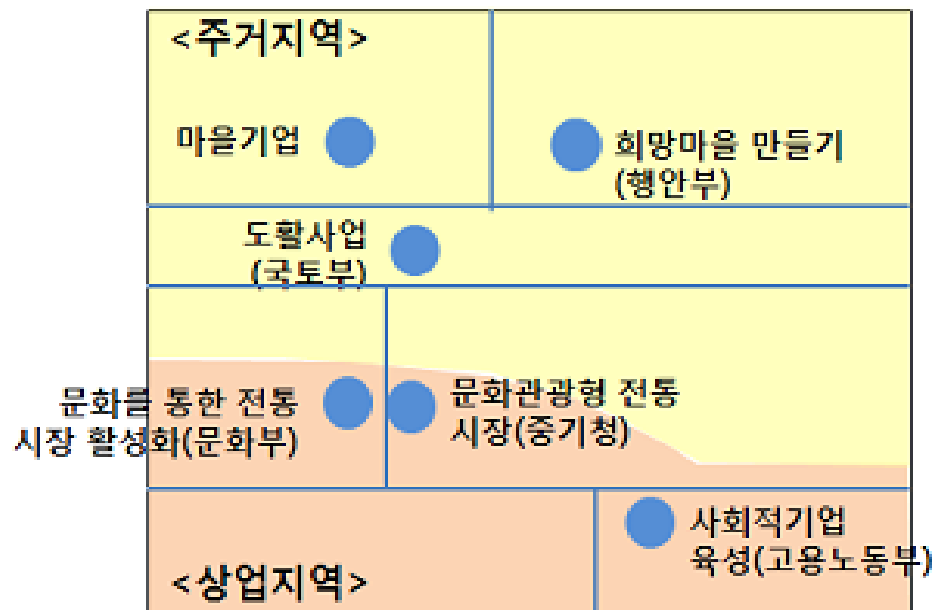 <주거지역>
마을기업
희망마을 만들기
(행안부)
도활사업
(국토부)
문화를 통한 전통
시장 활성화(문화부)
문화관광형 전통
시장(중기청)
사회적기업
육성(고용노동부)
<상업지역>